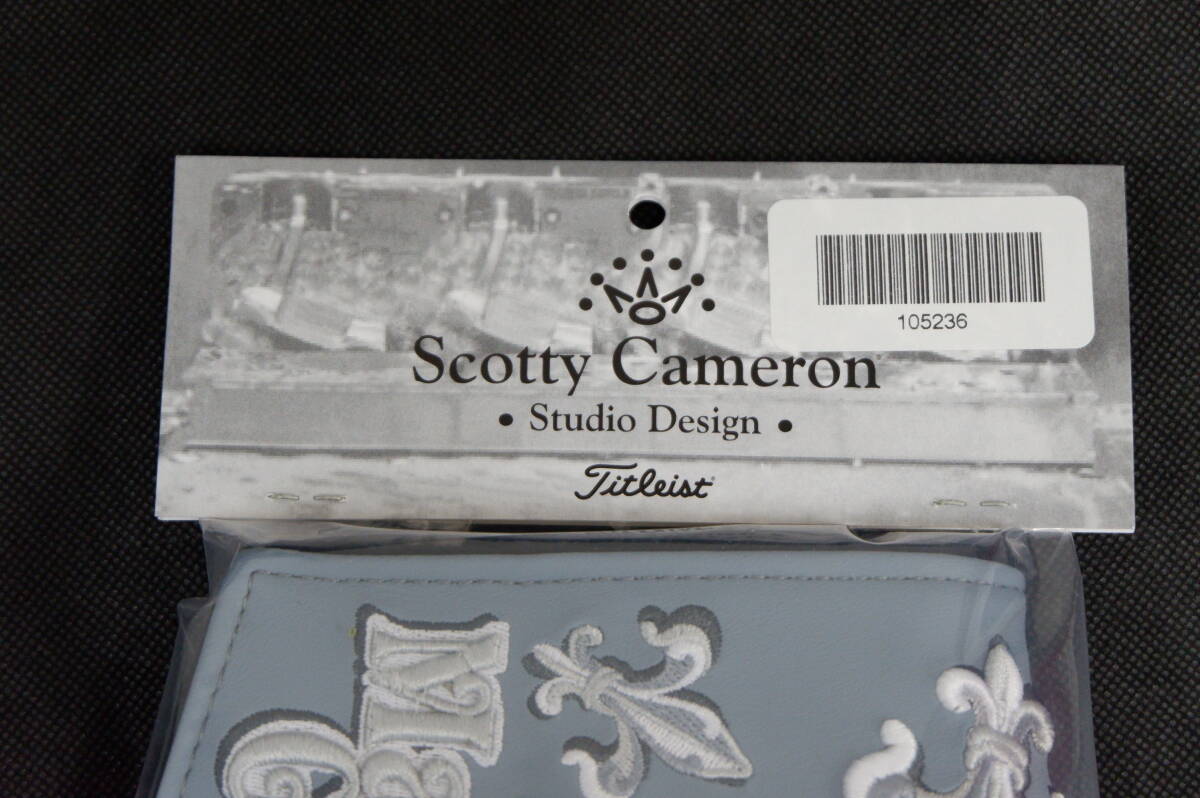 105236
Scotty Cameron
• Studio Design •
Titleist